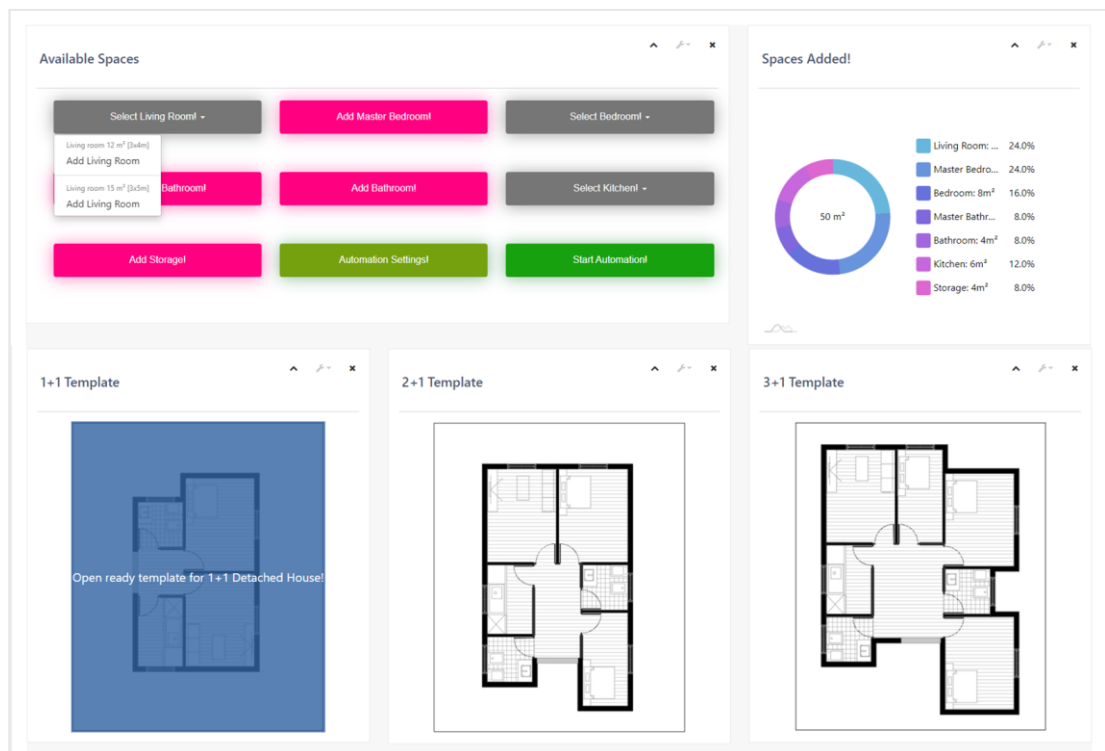 Available Spaces
Select Living Room!
Add Master Bedroom!
Select Bedroom!
Living room 12 m² [3x4m]
Add Living Room
Living room 15 m² [3x5m]
Add Living Room
Bathroom!
Add Bathroom!
Select Kitchen!
Add Storage!
Automation Settings!
Start Automation!
Spaces Added!
50 m²
Living Room: ... 24.0%
Master Bedro... 24.0%
Bedroom: 8m² 16.0%
Master Bathr... 8.0%
Bathroom: 4m² 8.0%
Kitchen: 6m² 12.0%
Storage: 4m² 8.0%
1+1 Template
Open ready template for 1+1 Detached House!
2+1 Template
3+1 Template